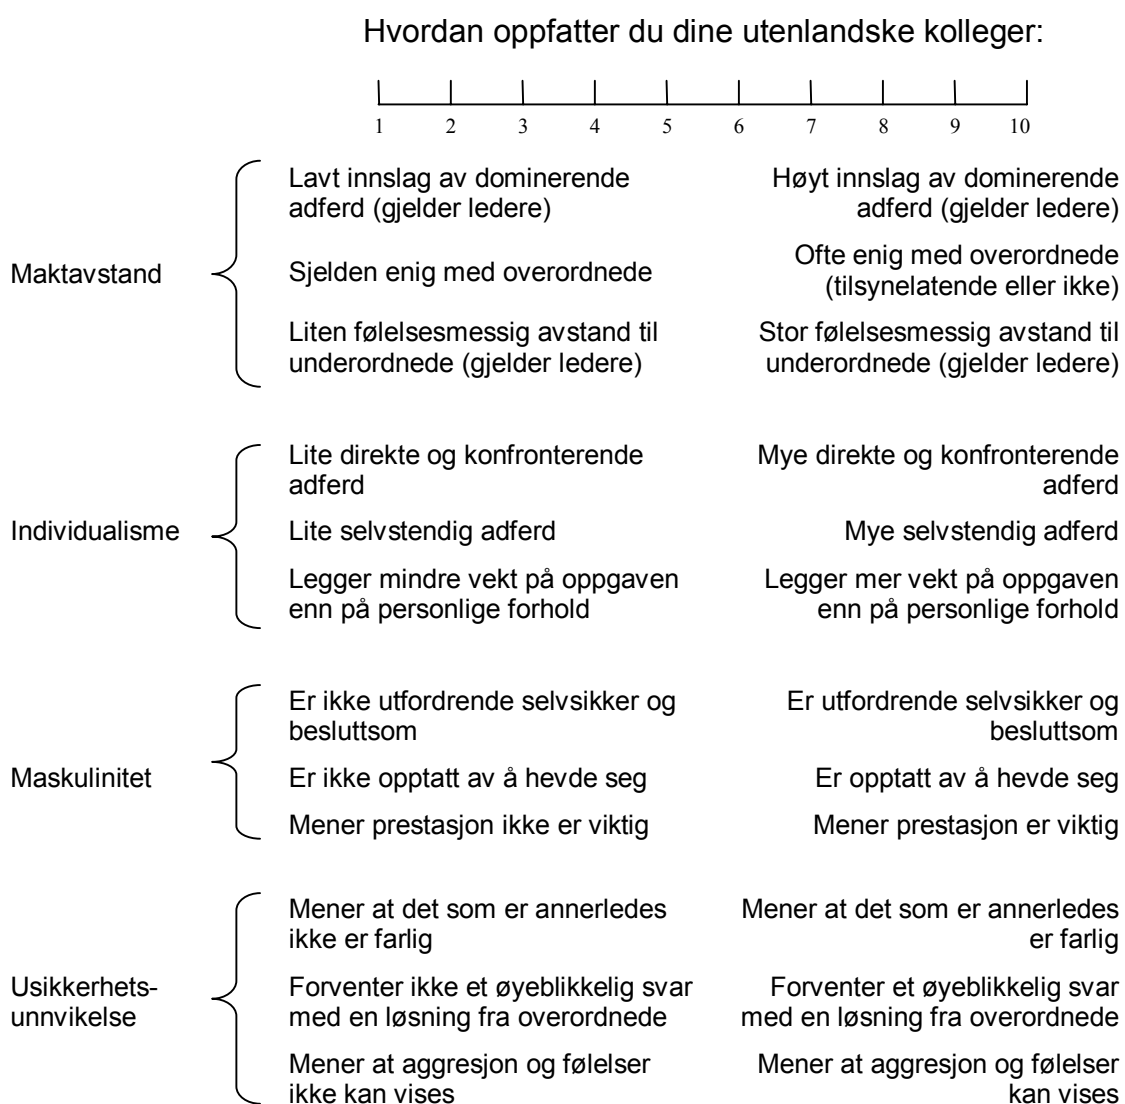 Hvordan oppfatter du dine utenlandske kolleger:
1 2 3 4 5 6 7 8 9 10
Maktavstand
Lavt innslag av dominerende
adferd (gjelder ledere)
Høyt innslag av dominerende
adferd (gjelder ledere)
Sjelden enig med overordnede
Ofte enig med overordnede
(tilsynelatende eller ikke)
Liten følelsesmessig avstand til
underordnede (gjelder ledere)
Stor følelsesmessig avstand til
underordnede (gjelder ledere)
Individualisme
Lite direkte og konfronterende
adferd
Mye direkte og konfronterende
adferd
Lite selvstendig adferd
Mye selvstendig adferd
Legger mindre vekt på oppgaven
enn på personlige forhold
Legger mer vekt på oppgaven
enn på personlige forhold
Maskulinitet
Er ikke utfordrende selvsikker og
besluttsom
Er utfordrende selvsikker og
besluttsom
Er ikke opptatt av å hevde seg
Er opptatt av å hevde seg
Mener prestasjon ikke er viktig
Mener prestasjon er viktig
Usikkerhets-
unnvikelse
Mener at det som er annerledes
ikke er farlig
Mener at det som er annerledes
er farlig
Forventer ikke et øyeblikkelig svar
med en løsning fra overordnede
Forventer et øyeblikkelig svar
med en løsning fra overordnede
Mener at aggresjon og følelser
ikke kan vises
Mener at aggresjon og følelser
kan vises